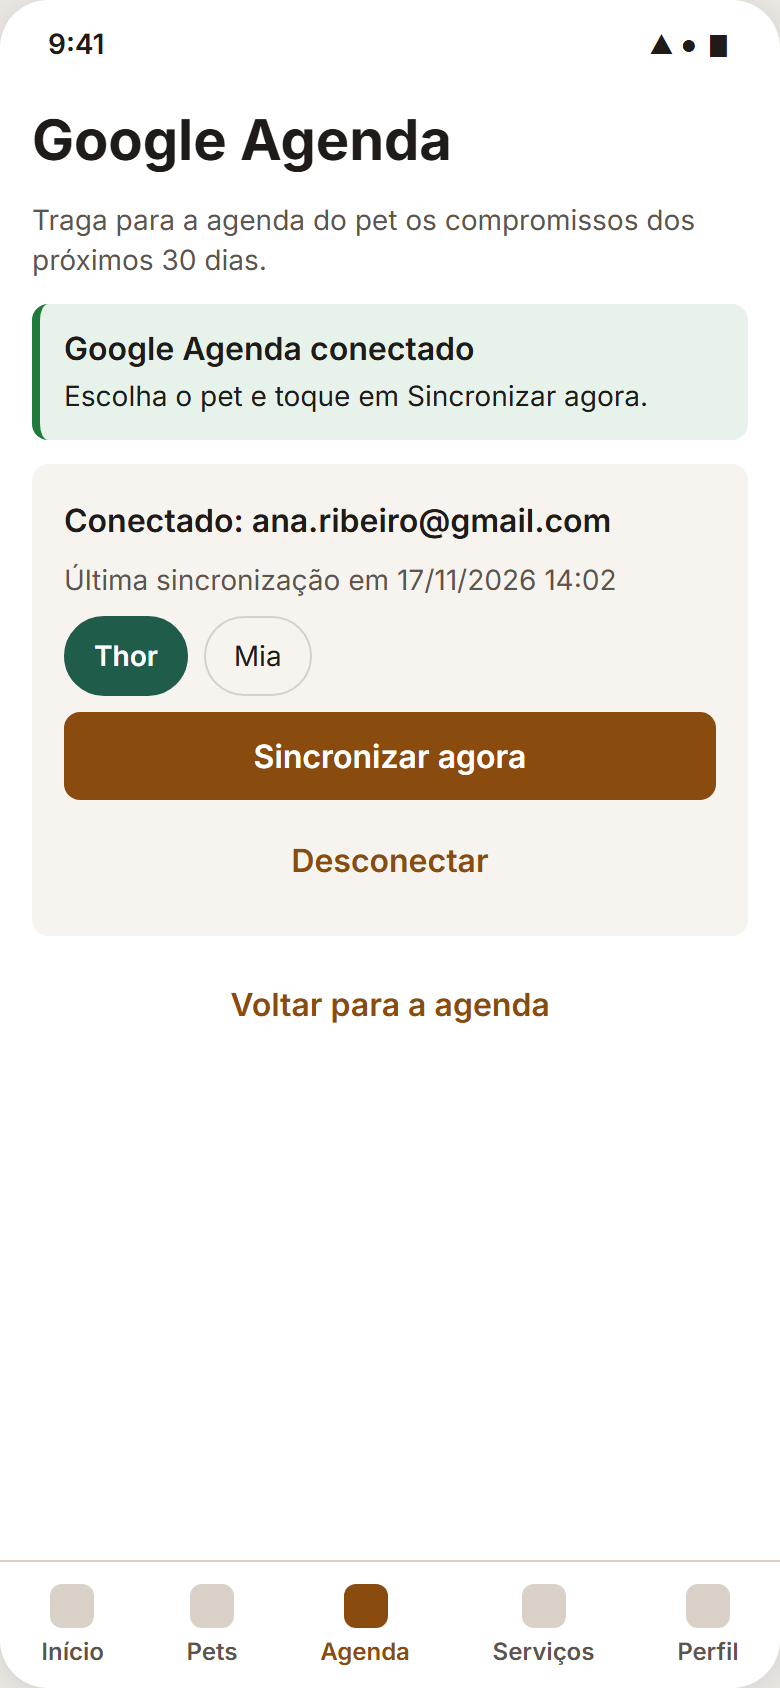 9:41
Google Agenda
Traga para a agenda do pet os compromissos dos
próximos 30 dias.
Google Agenda conectado
Escolha o pet e toque em Sincronizar agora.
Conectado: ana.ribeiro@gmail.com
Última sincronização em 17/11/2026 14:02
Thor Mia
Sincronizar agora
Desconectar
Voltar para a agenda
Início Pets Agenda Serviços Perfil